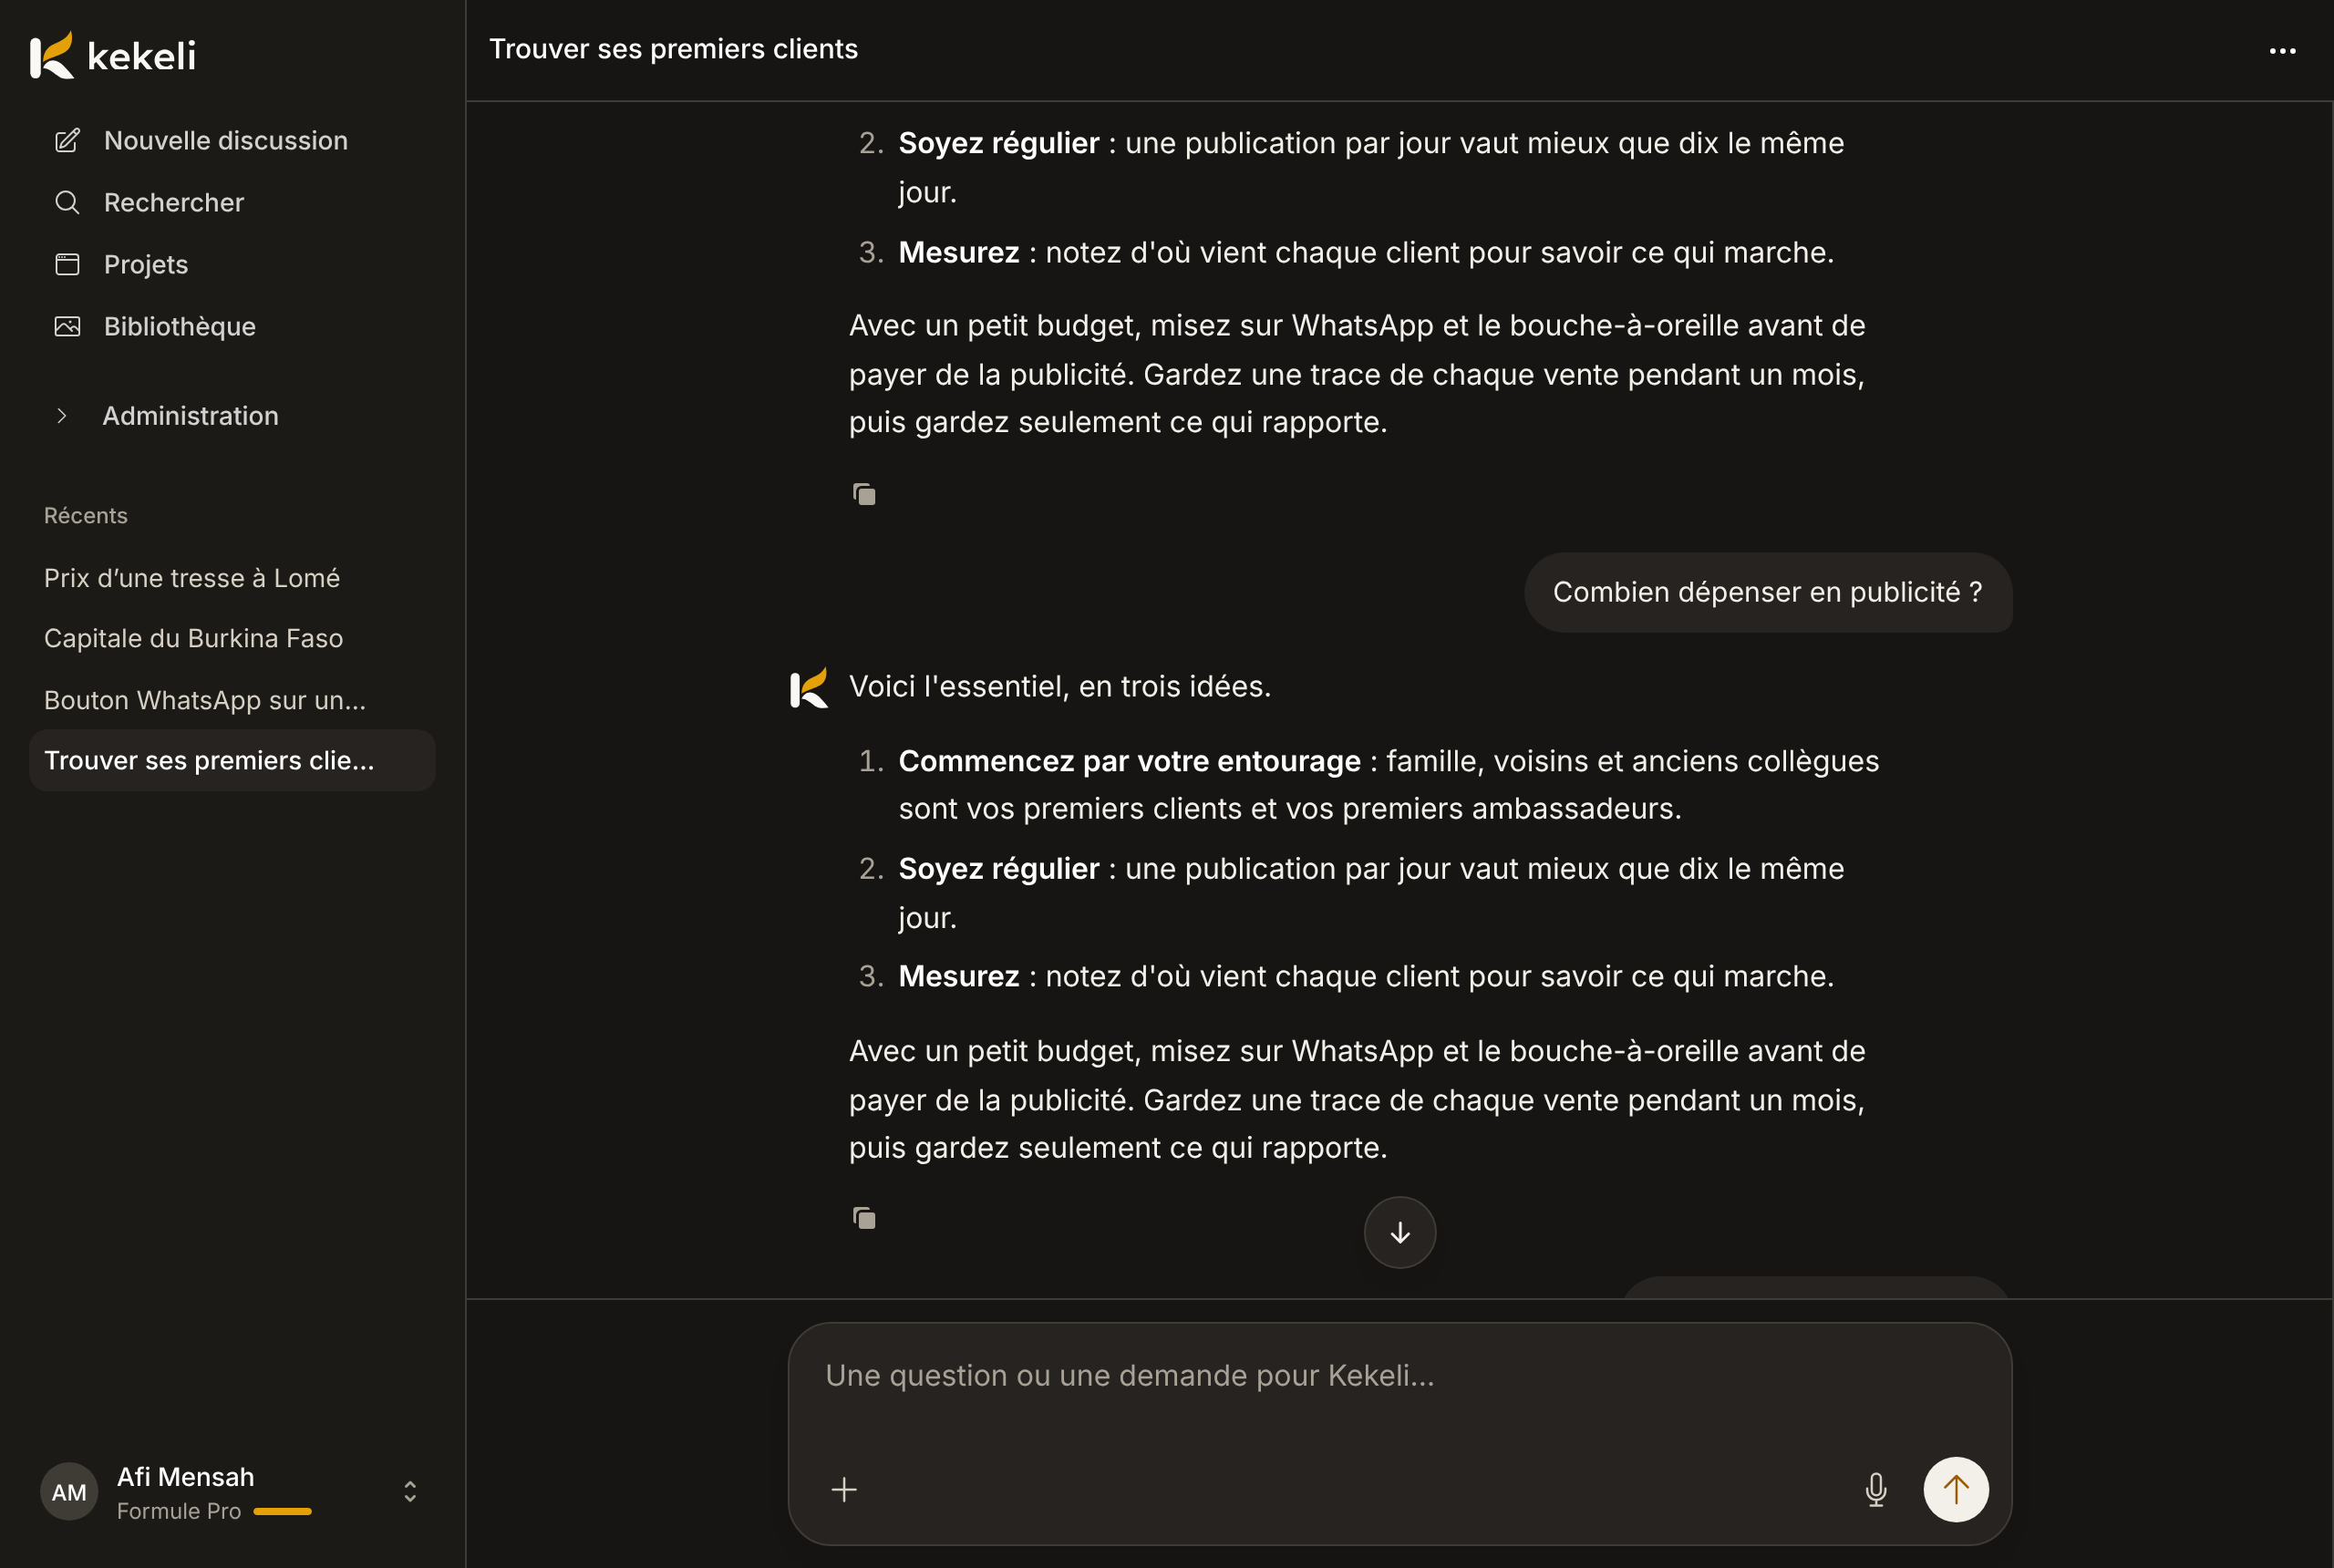 kekeli
Nouvelle discussion
Rechercher
Projets
Bibliothèque
Administration
Récents
Prix d’une tresse à Lomé
Capitale du Burkina Faso
Bouton WhatsApp sur un...
Trouver ses premiers clie...
AM
Afi Mensah
Formule Pro
Trouver ses premiers clients
2. Soyez régulier : une publication par jour vaut mieux que dix le même
jour.
3. Mesurez : notez d'où vient chaque client pour savoir ce qui marche.
Avec un petit budget, misez sur WhatsApp et le bouche-à-oreille avant de
payer de la publicité. Gardez une trace de chaque vente pendant un mois,
puis gardez seulement ce qui rapporte.
Combien dépenser en publicité ?
Voici l'essentiel, en trois idées.
1. Commencez par votre entourage : famille, voisins et anciens collègues
sont vos premiers clients et vos premiers ambassadeurs.
2. Soyez régulier : une publication par jour vaut mieux que dix le même
jour.
3. Mesurez : notez d'où vient chaque client pour savoir ce qui marche.
Avec un petit budget, misez sur WhatsApp et le bouche-à-oreille avant de
payer de la publicité. Gardez une trace de chaque vente pendant un mois,
puis gardez seulement ce qui rapporte.
Une question ou une demande pour Kekeli...